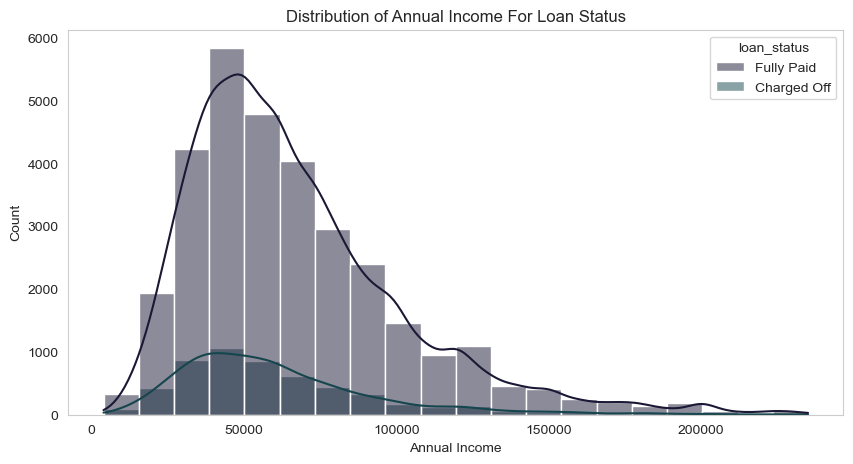 Distribution of Annual Income For Loan Status
loan_status
Fully Paid
Charged Off
Count
6000
5000
4000
3000
2000
1000
0
0 50000 100000 150000 200000
Annual Income